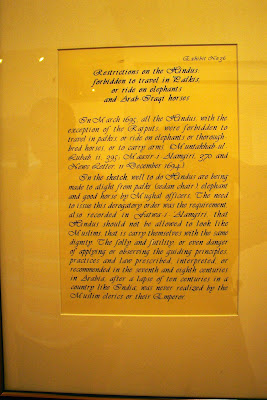 Exhibit No.26
Restrictions on the Hindus:
forbidden to travel in Palkis,
or ride on elephants
and Arab-Iraqi horses
In March 1695, all the Hindus, with the
exception of the Rajputs, were forbidden to
travel in palkis, or ride on elephants or thorough-
bred horses, or to carry arms. (Muntakhab-al-
Lubab ii, 395; Maasir-i-Alamgiri, 370 and
News Letter, 11 December 1694).
In the sketch, well to do Hindus are being
made to alight from palki (sedan chair), elephant
and good horse by Mughal officers. The need
to issue this derogatory order was the requirement,
also recorded in Fatwa-i-Alamgiri, that
Hindus should not be allowed to look like
Muslims, that is carry themselves with the same
dignity. The folly and futility, or even danger
of applying or observing the guiding principles,
practices and law prescribed, interpreted, or
recommended in the seventh and eighth centuries
in Arabia, after a lapse of ten centuries in a
country like India, was never realized by the
Muslim clerics or their Emperor.